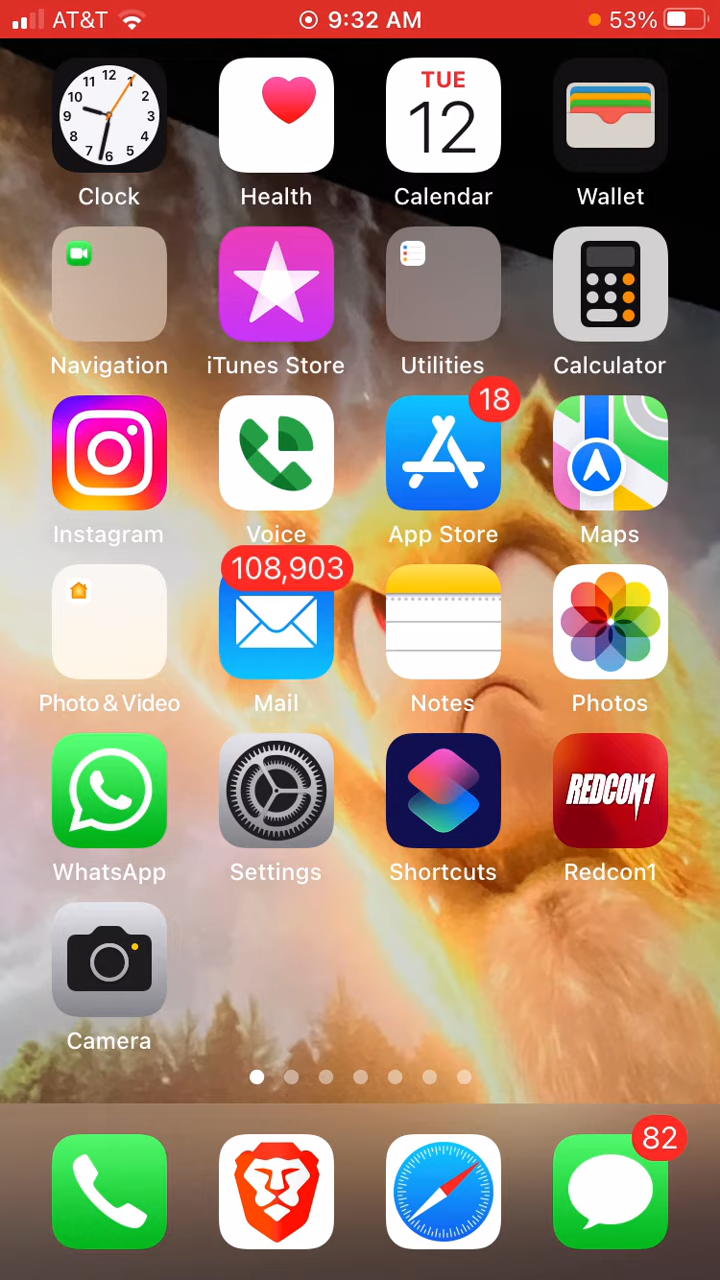 AT&T 9:32 AM 53%
12 1 2 3 4 5 6 7 8 9 10 11
TUE
12
Clock Health Calendar Wallet
Navigation iTunes Store Utilities Calculator
18
Instagram Voice App Store Maps
108,903
Photo & Video Mail Notes Photos
REDCON1
WhatsApp Settings Shortcuts Redcon1
Camera
82